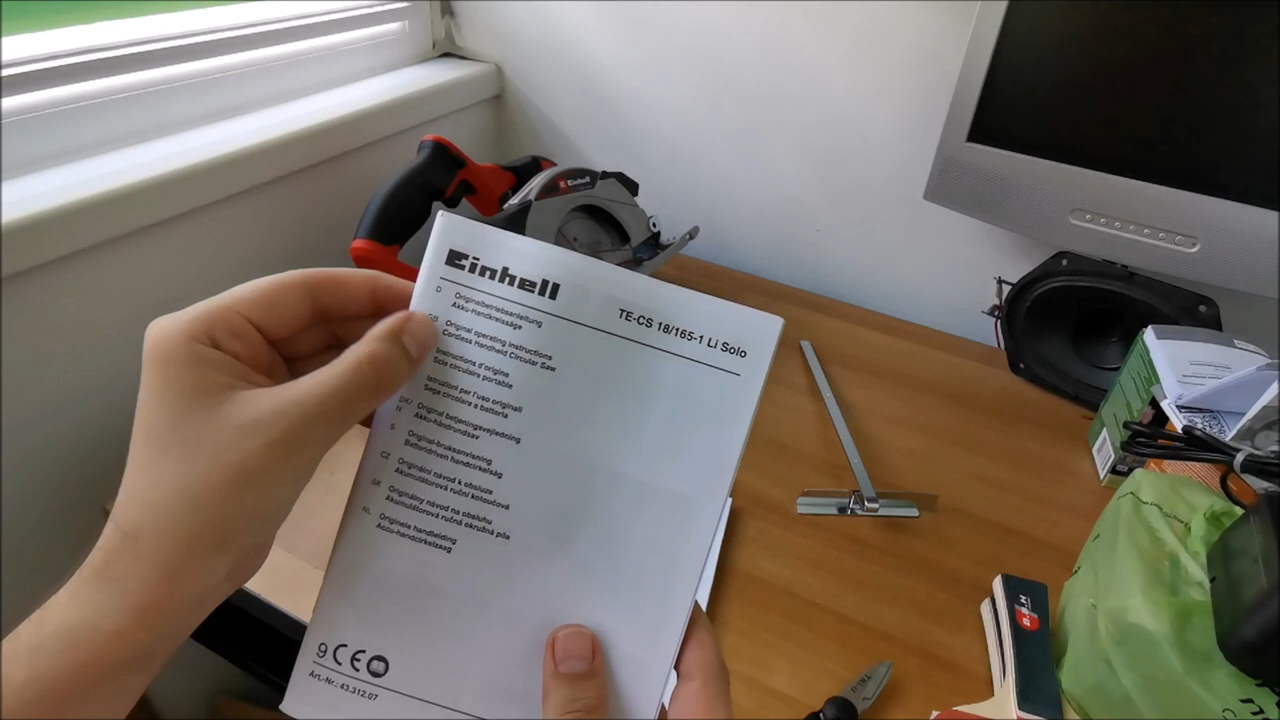 Einhell
Einhell
TE-CS 18/165-1 Li Solo
D Originalbetriebsanleitung
Akku-Handkreissäge
GB Original operating instructions
Cordless Handheld Circular Saw
Instructions d'origine
Scie circulaire portable
Istruzioni per l'uso originali
Sega circolare a batteria
DK/ Original betjeningsvejledning
N Akku-håndrundsav
S Original-bruksanvisning
Batteridriven handcirkelsåg
CZ Originální návod k obsluze
Akumulátorová ruční kotoučová
SK Originálny návod na obsluhu
Akumulátorová ručná okružná píla
NL Originele handleiding
Accu-handcirkelzaag
9 CE
Art.-Nr.: 43.312.07